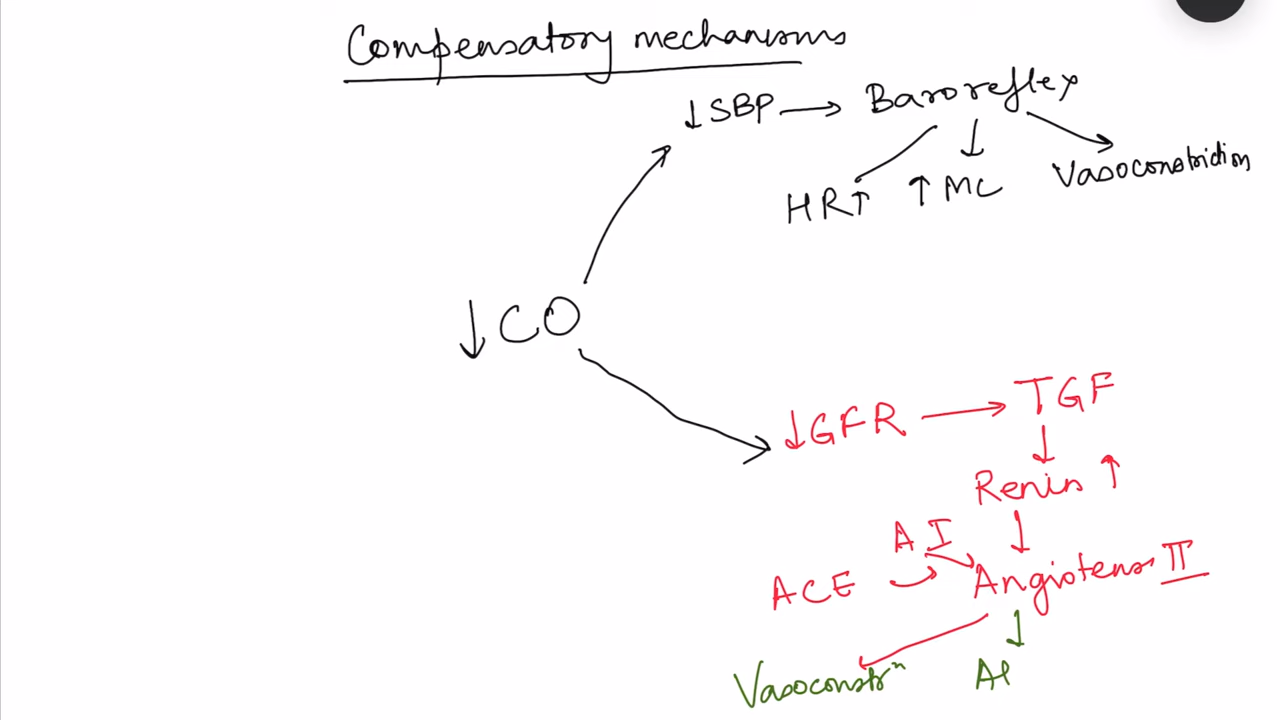 Compensatory mechanisms
↓ SBP → Baroreflex
HR↑ ↑ MC Vasoconstriction
↓ CO
↓ GFR → TGF
↓
Renin ↑
↓
A I
ACE Angiotensin II
↓
Vasoconstrⁿ Al